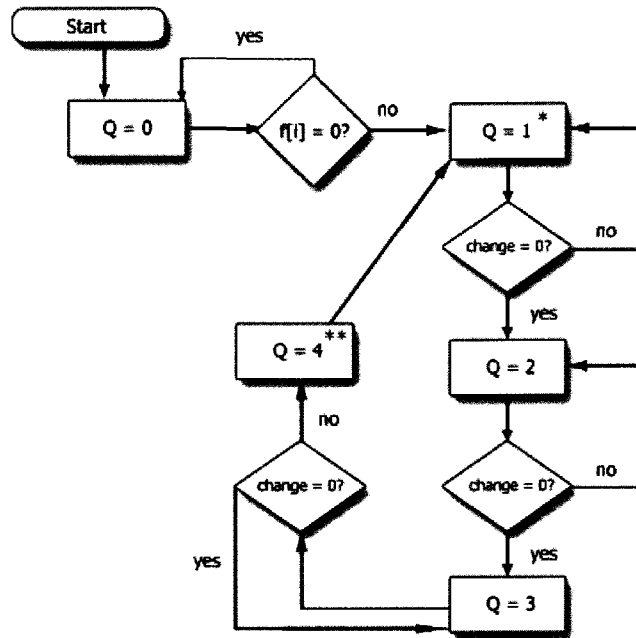 Start
yes
Q = 0
f[i] = 0?
no
Q = 1 *
change = 0?
no
yes
Q = 4 **
Q = 2
no
change = 0?
yes
change = 0?
no
yes
Q = 3